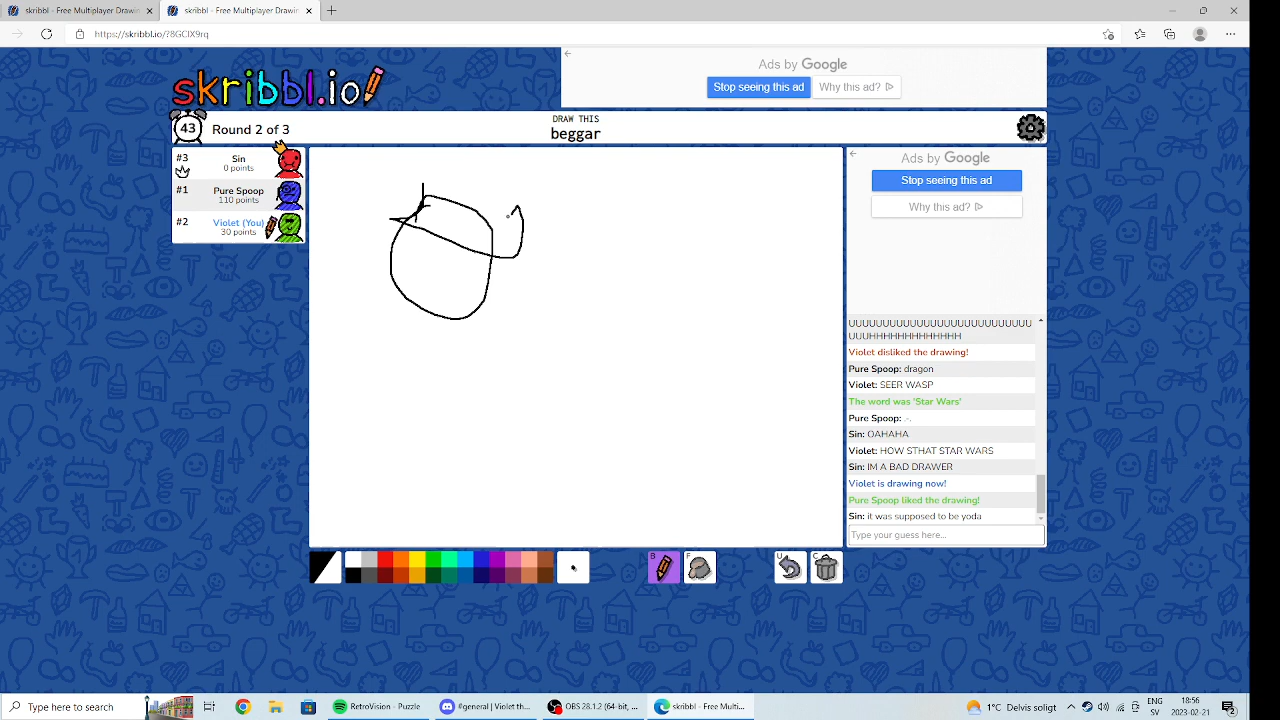 skribbl - Free Multiplayer Drawin
skribbl - Free Multiplayer Drawin
https://skribbl.io/?8GClX9rq
skribbl.io
Ads by Google
Stop seeing this ad
Why this ad?
43
Round 2 of 3
DRAW THIS
beggar
#3
Sin
0 points
#1
Pure Spoop
110 points
#2
Violet (You)
30 points
Ads by Google
Stop seeing this ad
Why this ad?
Violet disliked the drawing!
Pure Spoop: dragon
Violet: SEER WASP
The word was 'Star Wars'
Pure Spoop: .-.
Sin: OAHAHA
Violet: HOW STHAT STAR WARS
Sin: IM A BAD DRAWER
Violet is drawing now!
Pure Spoop liked the drawing!
Sin: it was supposed to be yoda
Type your guess here...
B
F
U
C
Type here to search
RetroVision - Puzzle
#general | Violet th...
OBS 28.1.2 (64-bit, ...
skribbl - Free Multi...
1°C Delvis soligt
ENG
SV
18:56
2023-02-21
2